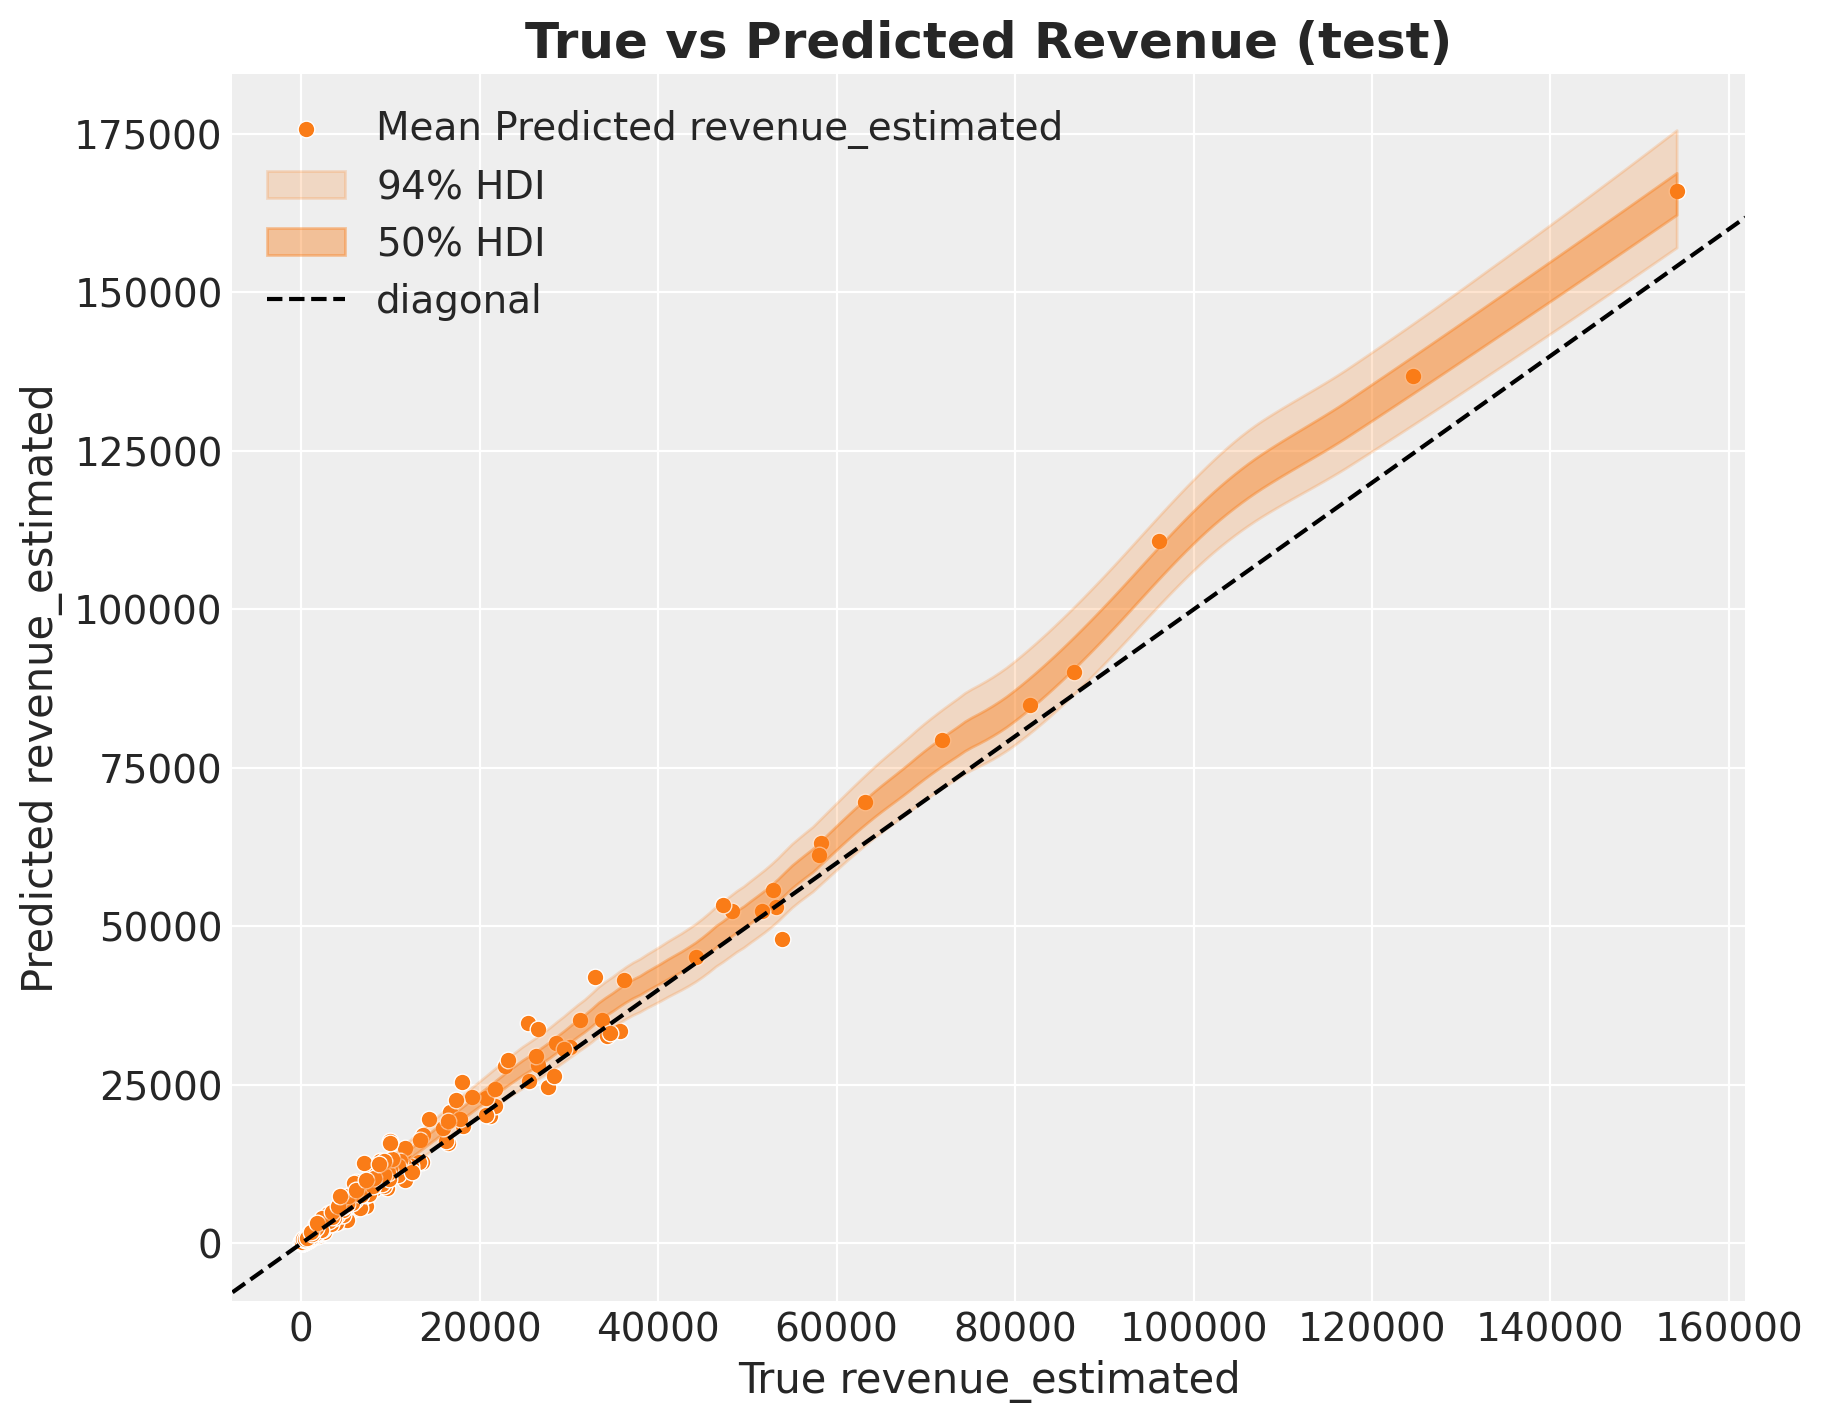 True vs Predicted Revenue (test)
Mean Predicted revenue_estimated
94% HDI
50% HDI
diagonal
175000
150000
125000
100000
75000
50000
25000
0
Predicted revenue_estimated
0 20000 40000 60000 80000 100000 120000 140000 160000
True revenue_estimated